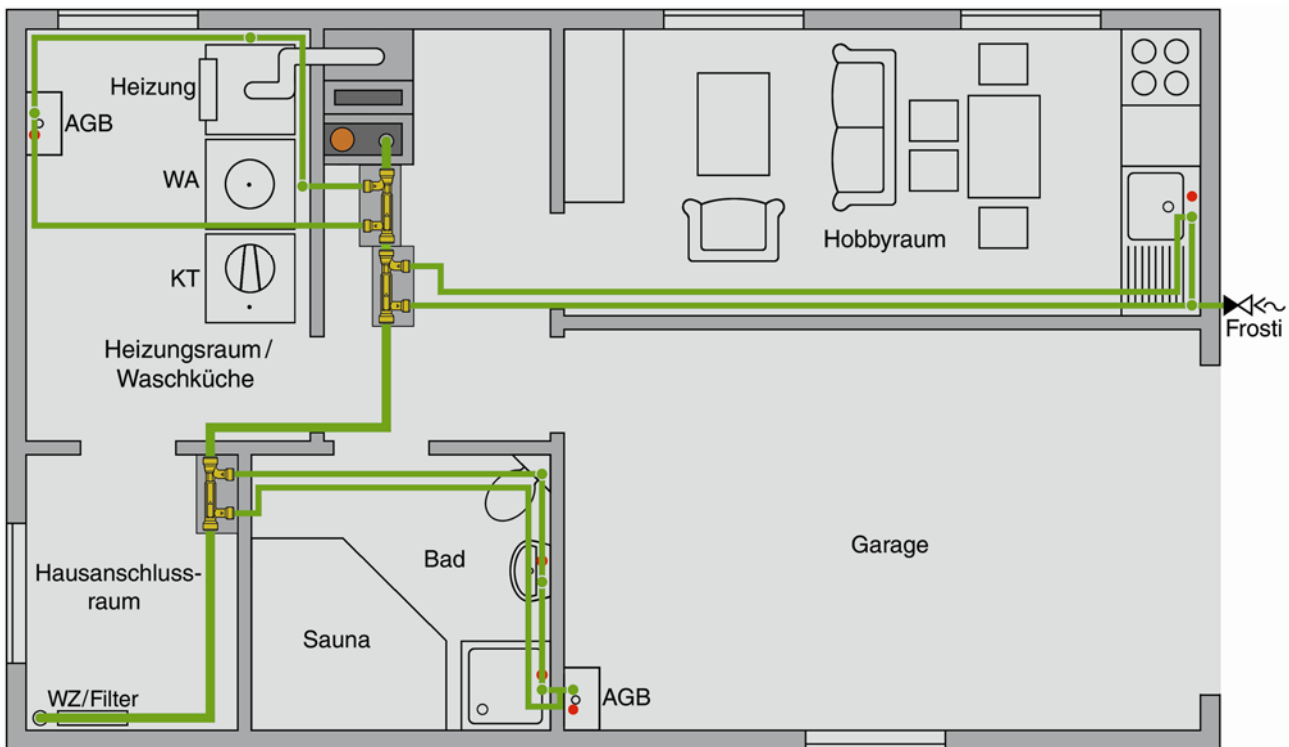 Heizung
AGB
WA
KT
Hobbyraum
Frosti
Heizungsraum /
Waschküche
Hausanschluss-
raum
Bad
Garage
Sauna
WZ/Filter
AGB